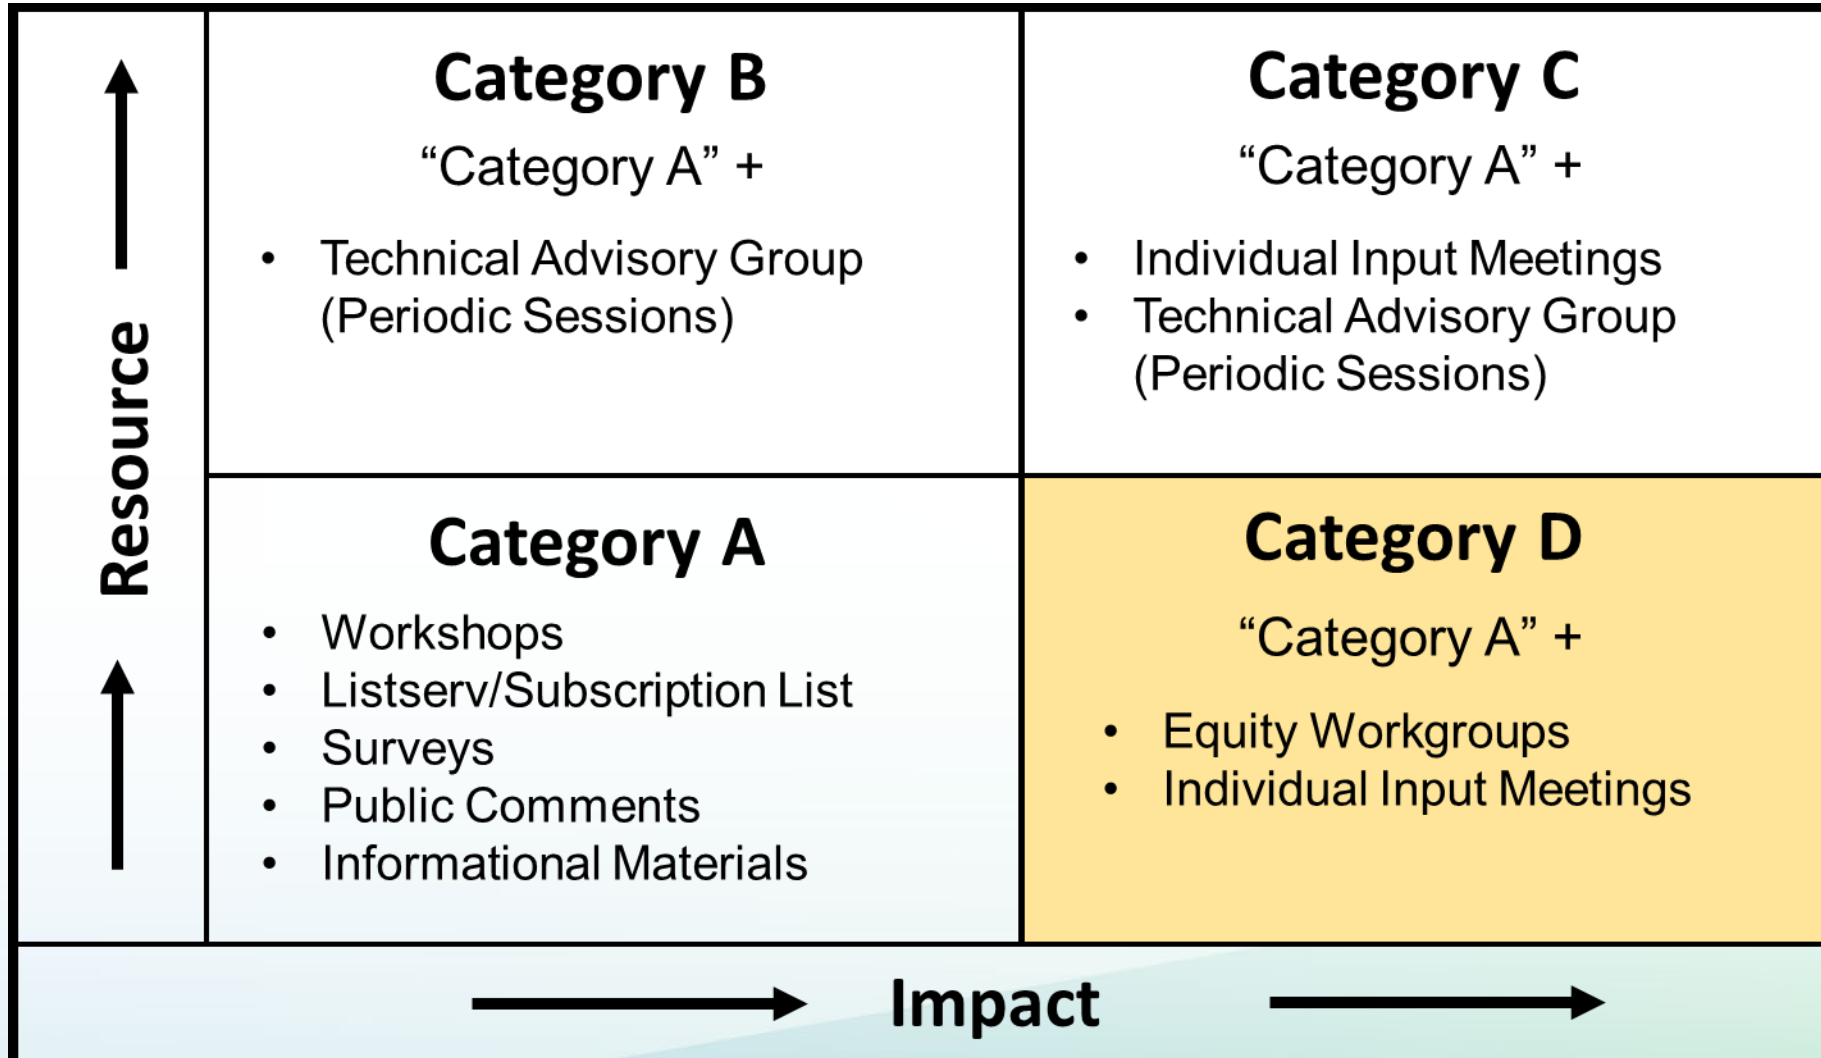 Resource
Category B
“Category A” +
• Technical Advisory Group
(Periodic Sessions)
Category C
“Category A” +
• Individual Input Meetings
• Technical Advisory Group
(Periodic Sessions)
Category A
• Workshops
• Listserv/Subscription List
• Surveys
• Public Comments
• Informational Materials
Category D
“Category A” +
• Equity Workgroups
• Individual Input Meetings
Impact